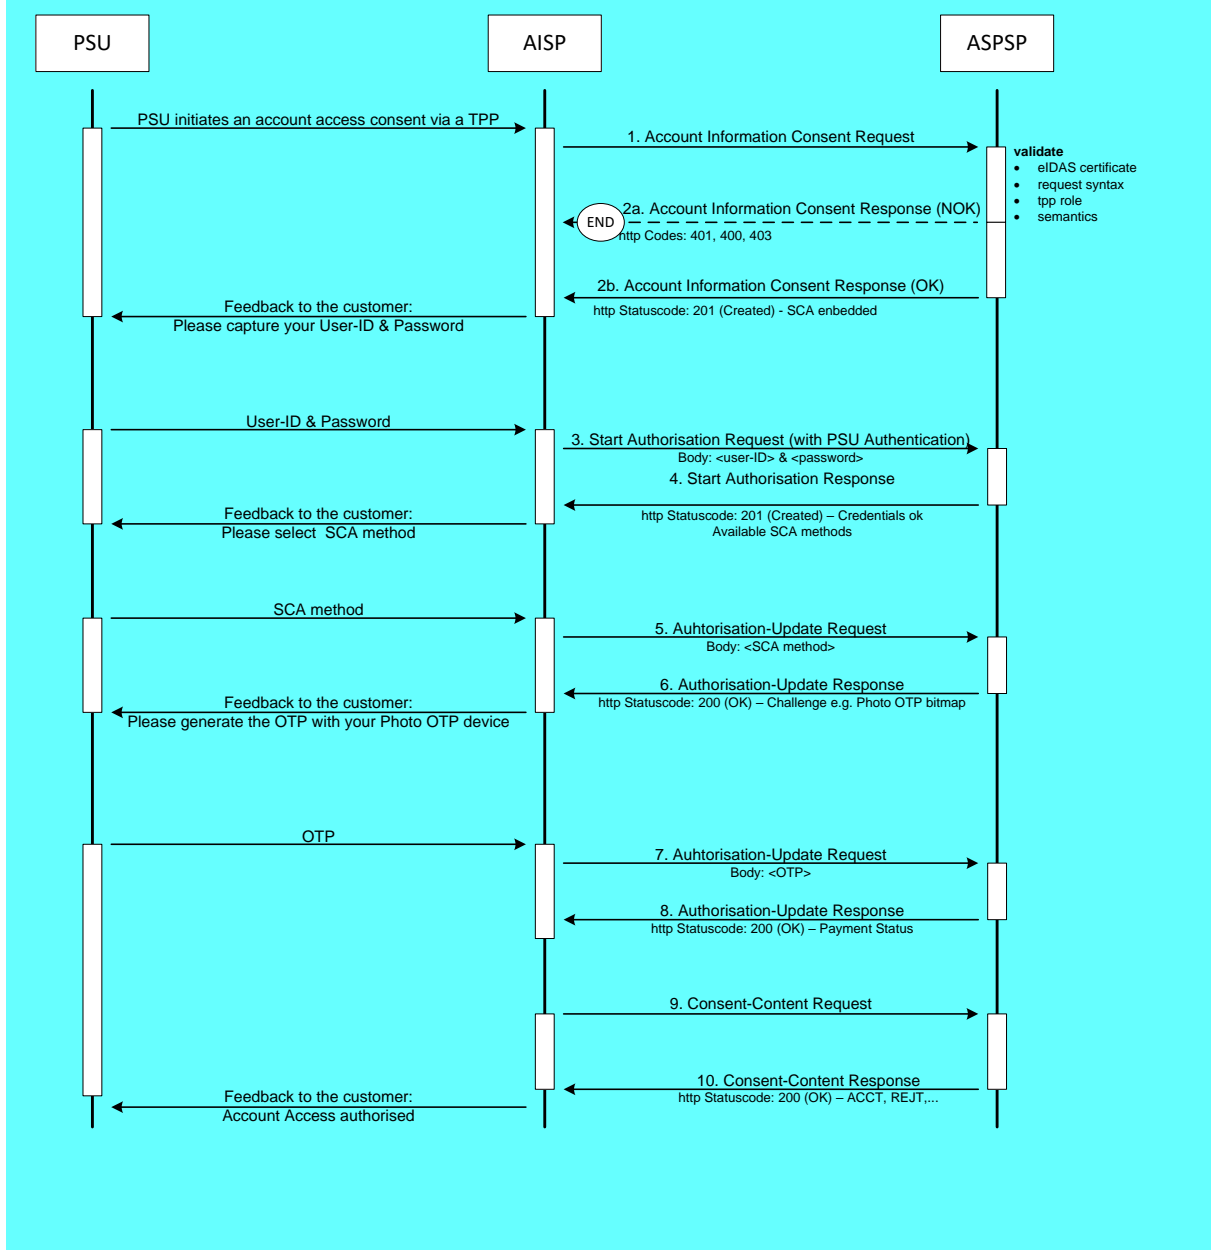 PSU
AISP
ASPSP
PSU initiates an account access consent via a TPP
1. Account Information Consent Request
validate
• eIDAS certificate
• request syntax
• tpp role
• semantics
2a. Account Information Consent Response (NOK)
END
http Codes: 401, 400, 403
2b. Account Information Consent Response (OK)
http Statuscode: 201 (Created) - SCA enbedded
Feedback to the customer:
Please capture your User-ID & Password
User-ID & Password
3. Start Authorisation Request (with PSU Authentication)
Body: <user-ID> & <password>
4. Start Authorisation Response
http Statuscode: 201 (Created) – Credentials ok
Available SCA methods
Feedback to the customer:
Please select SCA method
SCA method
5. Auhtorisation-Update Request
Body: <SCA method>
6. Authorisation-Update Response
http Statuscode: 200 (OK) – Challenge e.g. Photo OTP bitmap
Feedback to the customer:
Please generate the OTP with your Photo OTP device
OTP
7. Auhtorisation-Update Request
Body: <OTP>
8. Authorisation-Update Response
http Statuscode: 200 (OK) – Payment Status
9. Consent-Content Request
10. Consent-Content Response
http Statuscode: 200 (OK) – ACCT, REJT,...
Feedback to the customer:
Account Access authorised